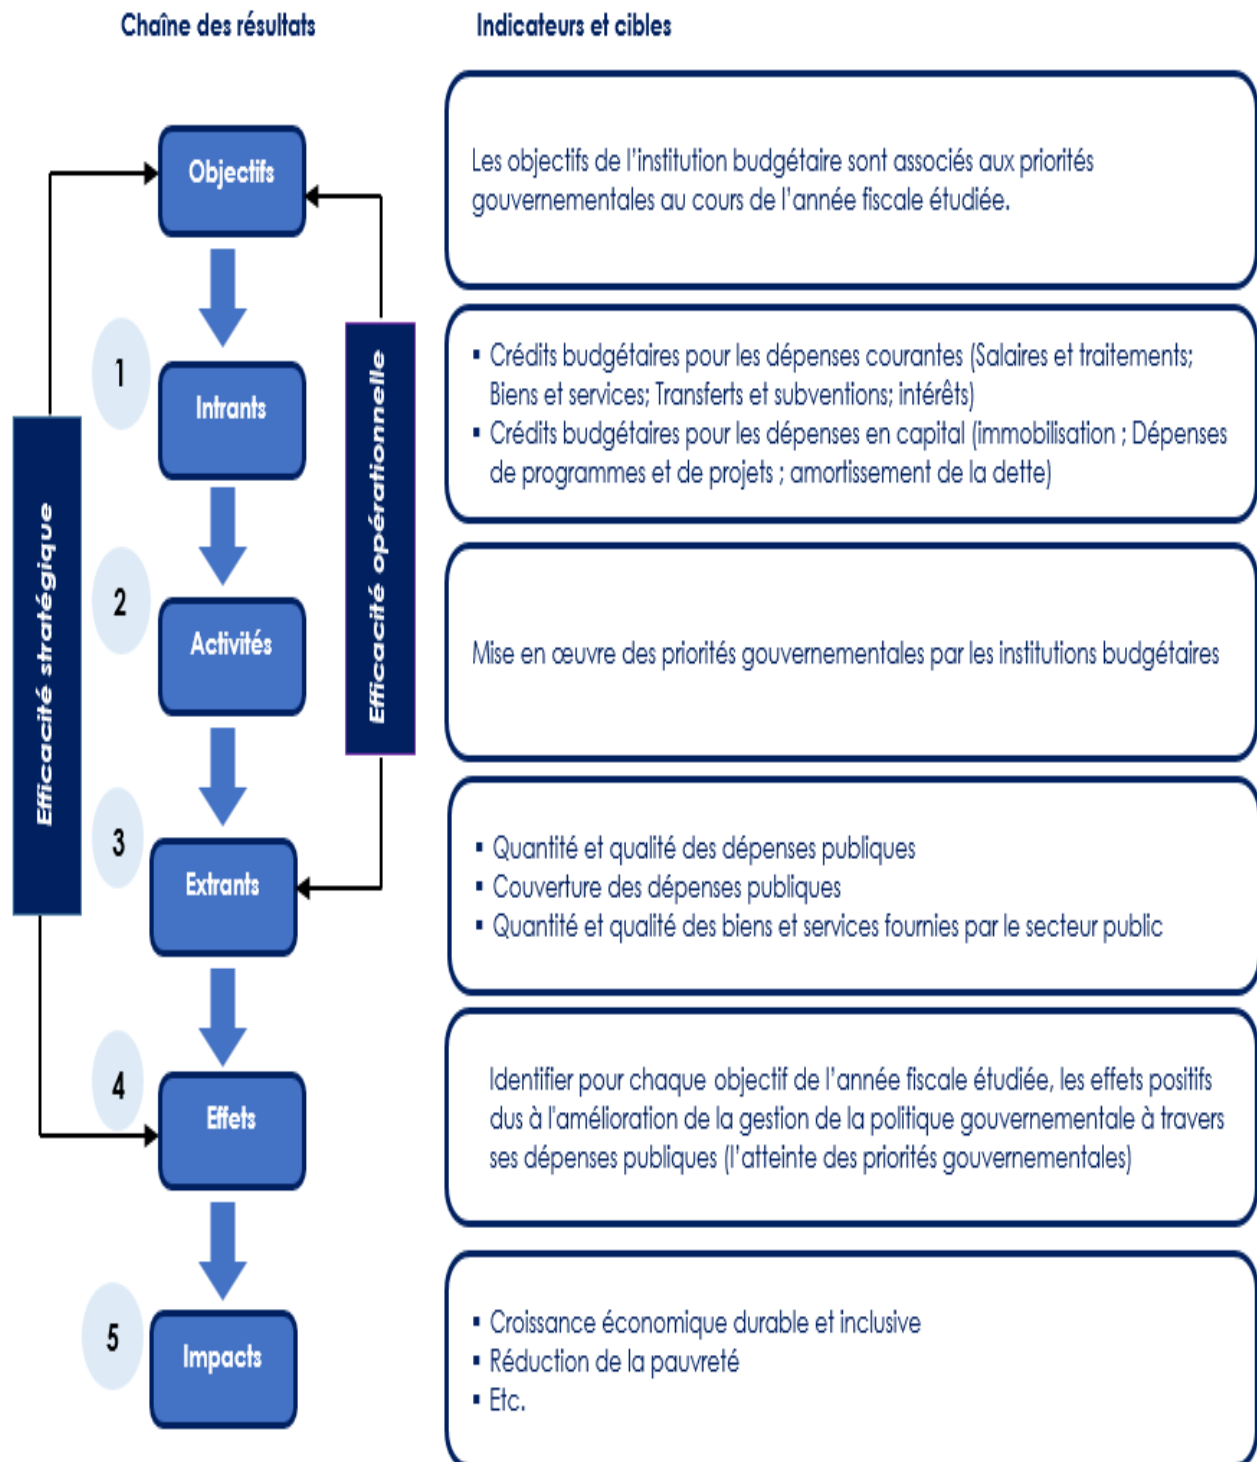 Chaîne des résultats
Indicateurs et cibles
Objectifs
Les objectifs de l'institution budgétaire sont associés aux priorités
gouvernementales au cours de l'année fiscale étudiée.
1
Intrants
▪ Crédits budgétaires pour les dépenses courantes (Salaires et traitements;
Biens et services; Transferts et subventions; intérêts)
▪ Crédits budgétaires pour les dépenses en capital (immobilisation ; Dépenses
de programmes et de projets ; amortissement de la dette)
Efficacité stratégique
Efficacité opérationnelle
2
Activités
Mise en œuvre des priorités gouvernementales par les institutions budgétaires
3
Extrants
▪ Quantité et qualité des dépenses publiques
▪ Couverture des dépenses publiques
▪ Quantité et qualité des biens et services fournies par le secteur public
4
Effets
Identifier pour chaque objectif de l'année fiscale étudiée, les effets positifs
dus à l'amélioration de la gestion de la politique gouvernementale à travers
ses dépenses publiques (l'atteinte des priorités gouvernementales)
5
Impacts
▪ Croissance économique durable et inclusive
▪ Réduction de la pauvreté
▪ Etc.